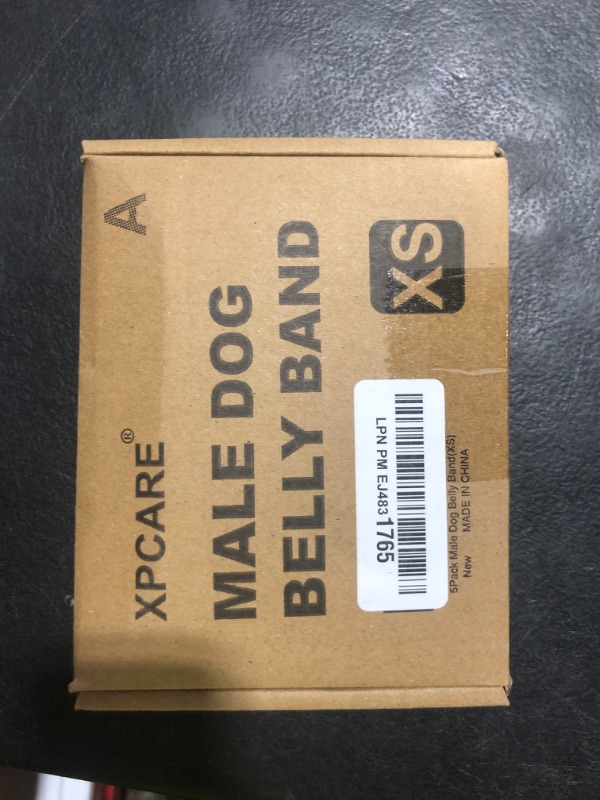 XPCARE® A
MALE DOG
BELLY BAND
XS
LPN PM EJ4831765
5Pack Male Dog Belly Band(XS)
New MADE IN CHINA